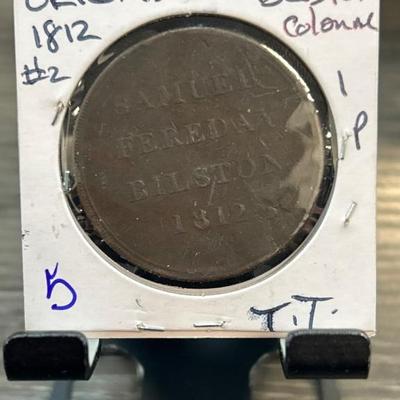 1812
#2
Colonial
1
P
SAMUEL
FEREDAY
BILSTON
1812
5
T.T.